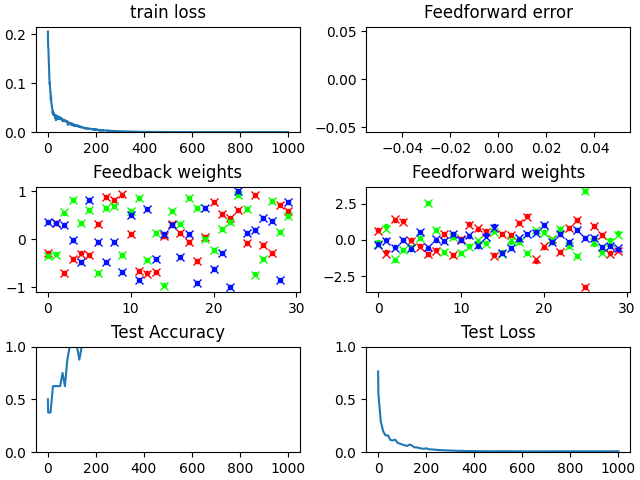 train loss
0.2
0.1
0.0
0 200 400 600 800 1000
Feedforward error
0.05
0.00
−0.05
−0.04 −0.02 0.00 0.02 0.04
Feedback weights
1
0
−1
0 10 20 30
Feedforward weights
2.5
0.0
−2.5
0 10 20 30
Test Accuracy
1.0
0.5
0.0
0 200 400 600 800 1000
Test Loss
1.0
0.5
0.0
0 200 400 600 800 1000